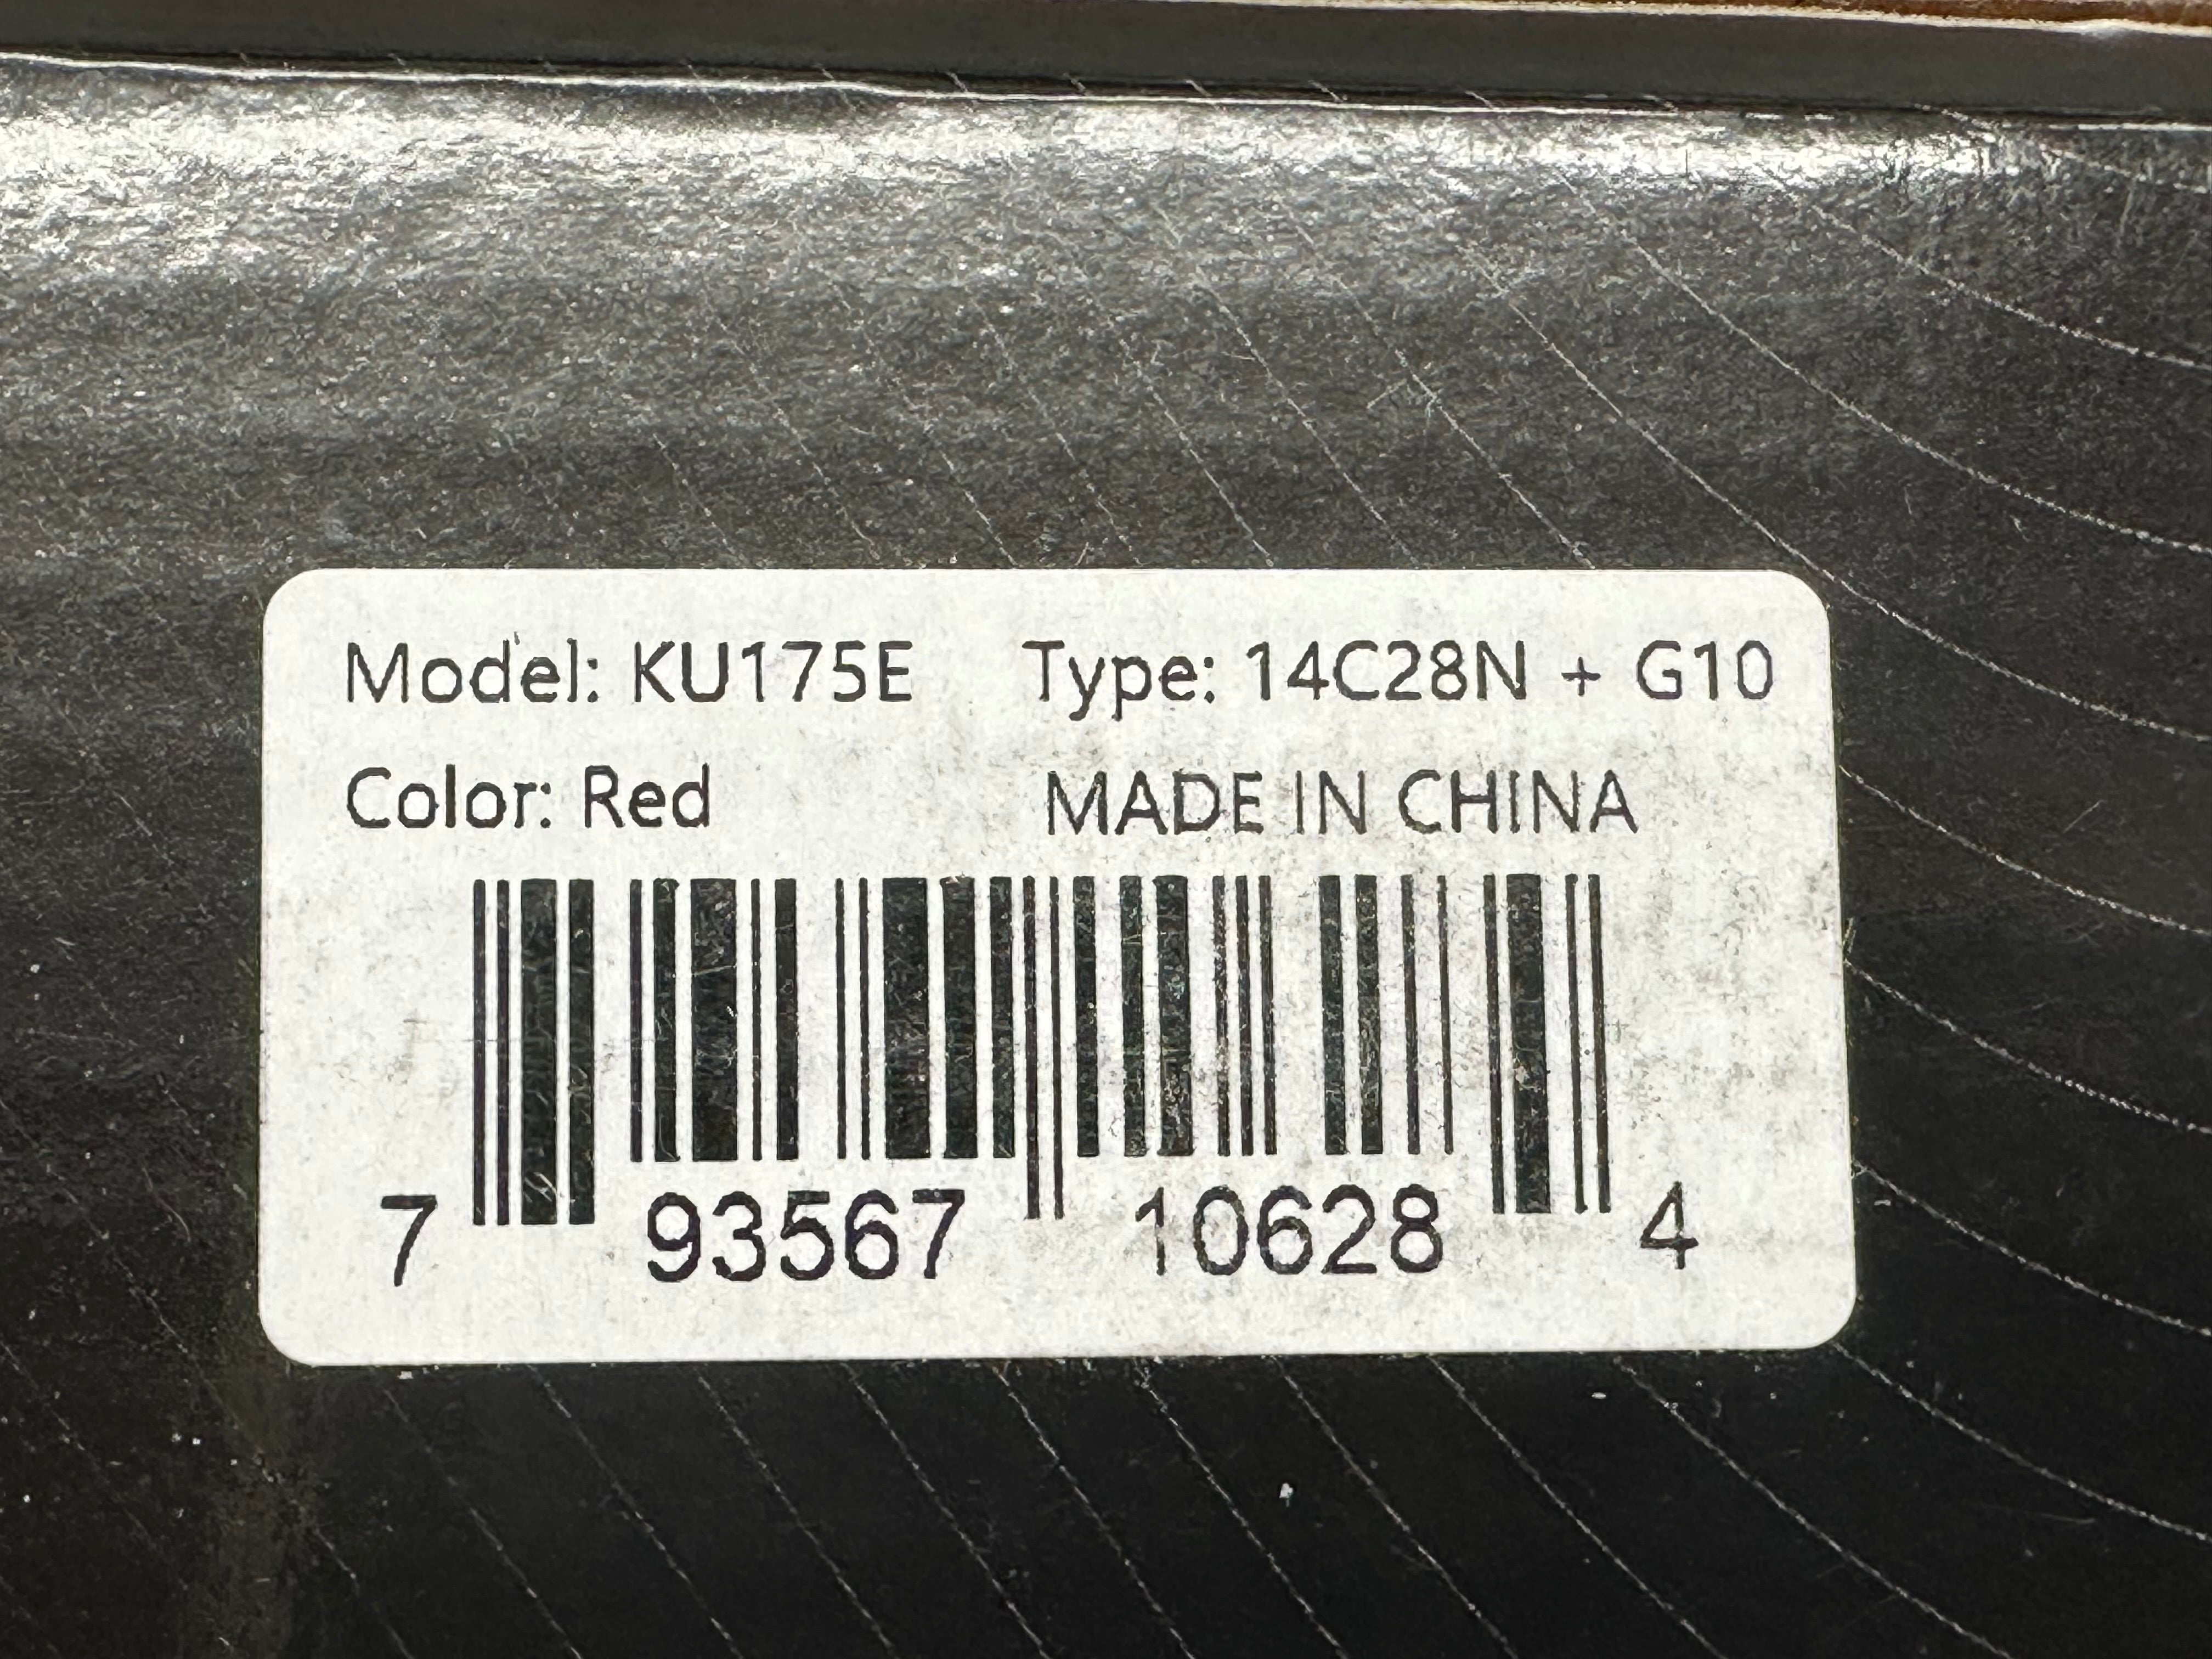 Model: KU175E Type: 14C28N + G10
Color: Red MADE IN CHINA
7 93567 10628 4